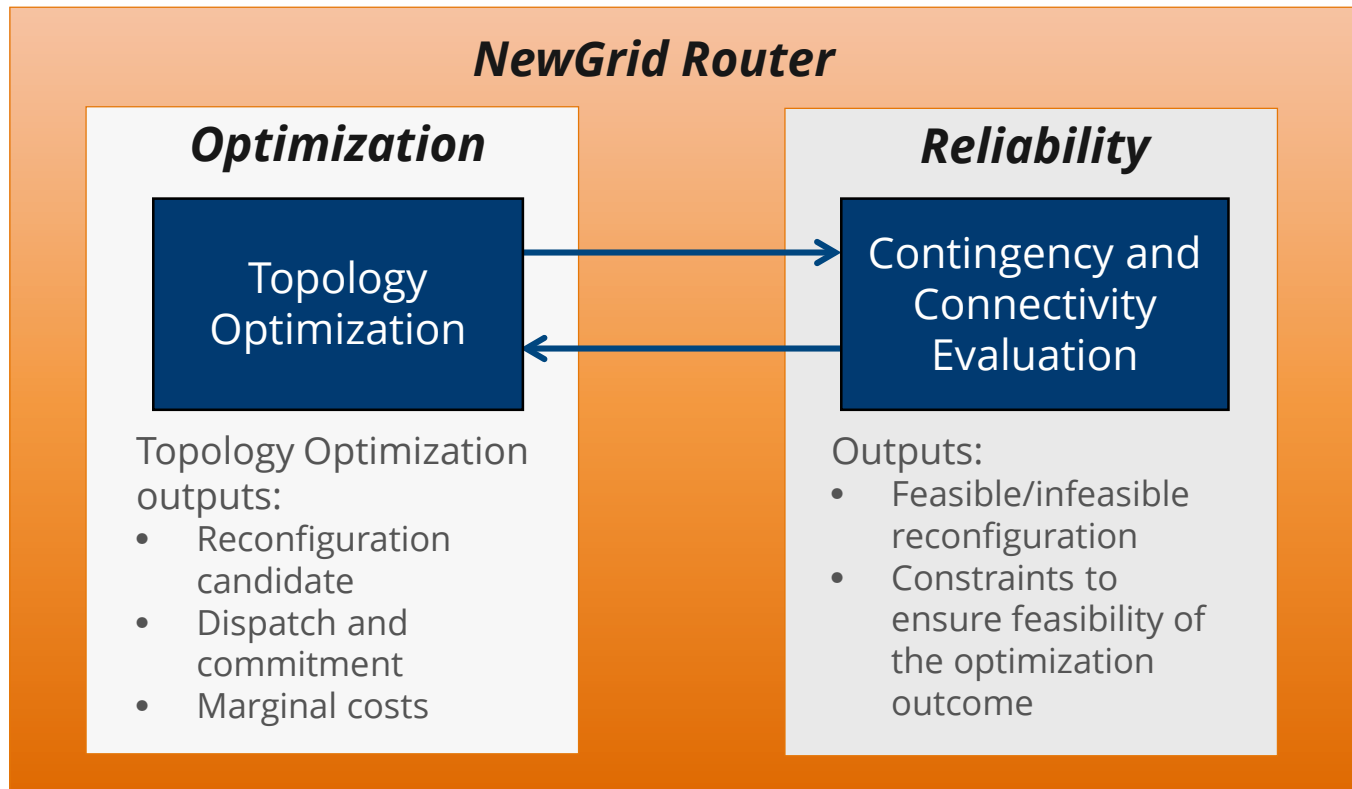 NewGrid Router
Optimization
Topology
Optimization
Topology Optimization
outputs:
• Reconfiguration
candidate
• Dispatch and
commitment
• Marginal costs
Reliability
Contingency and
Connectivity
Evaluation
Outputs:
• Feasible/infeasible
reconfiguration
• Constraints to
ensure feasibility of
the optimization
outcome